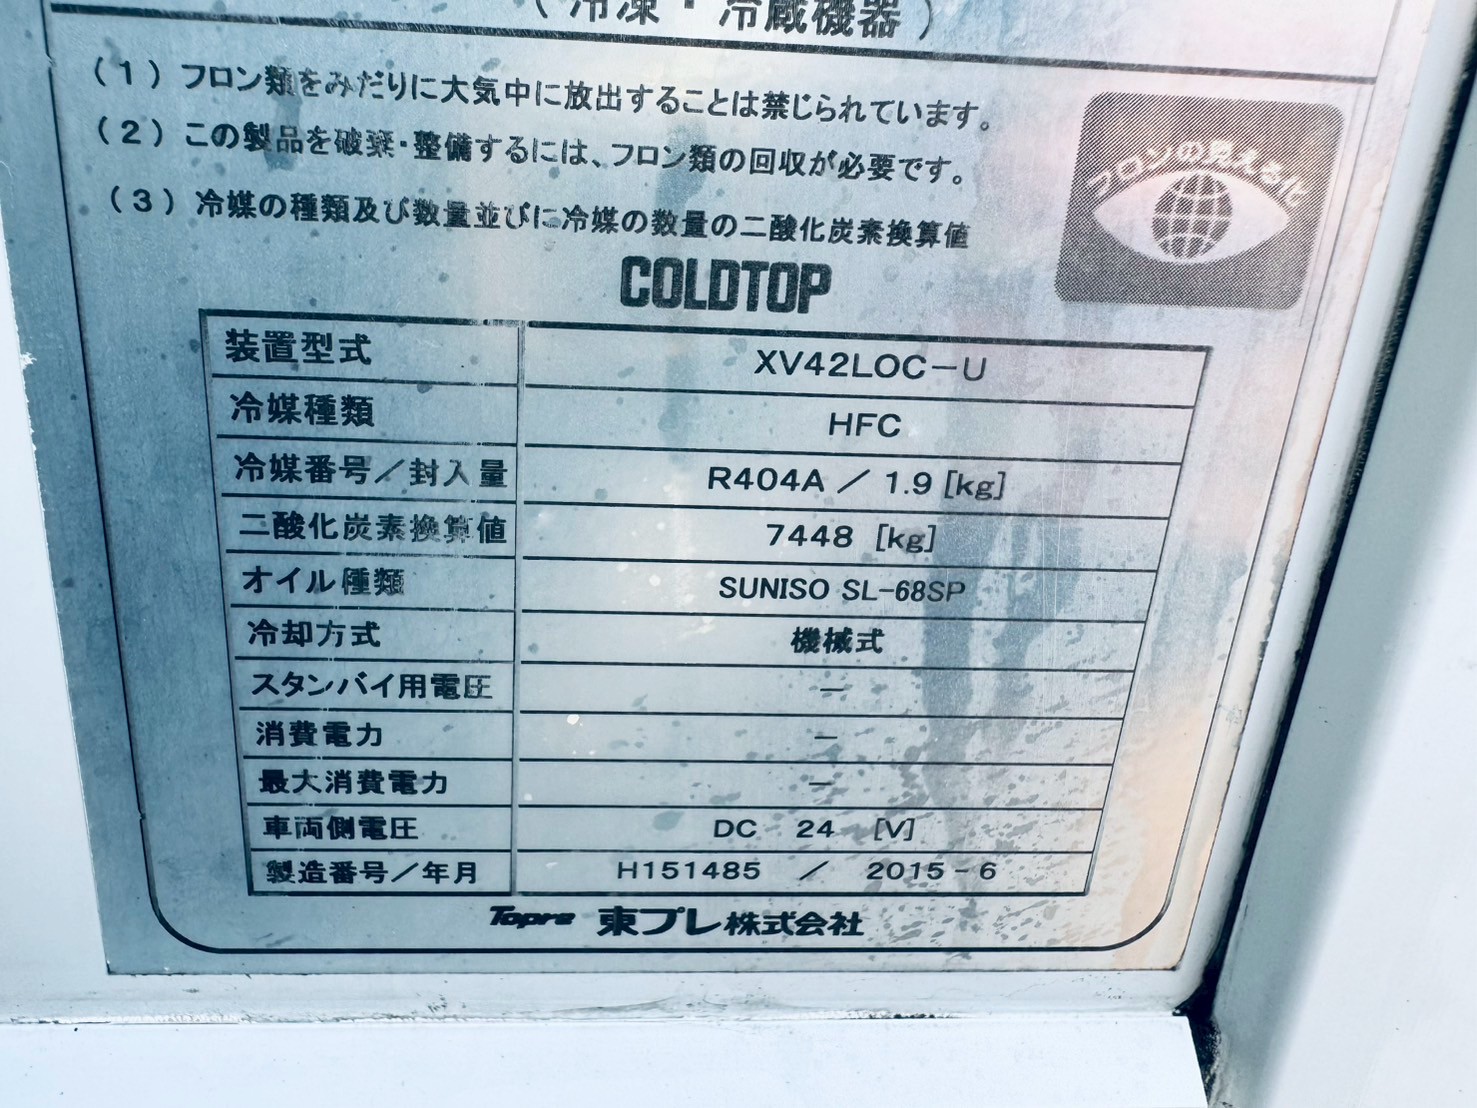 (冷凍・冷蔵機器)
(1) フロン類をみだりに大気中に放出することは禁じられています。
(2) この製品を破棄・整備するには、フロン類の回収が必要です。
(3) 冷媒の種類及び数量並びに冷媒の数量の二酸化炭素換算値
フロンの見える化
COLDTOP
装置型式 XV42LOC-U
冷媒種類 HFC
冷媒番号/封入量 R404A / 1.9 [kg]
二酸化炭素換算値 7448 [kg]
オイル種類 SUNISO SL-68SP
冷却方式 機械式
スタンバイ用電圧 —
消費電力 —
最大消費電力 —
車両側電圧 DC 24 [V]
製造番号/年月 H151485 / 2015-6
Topre 東プレ株式会社